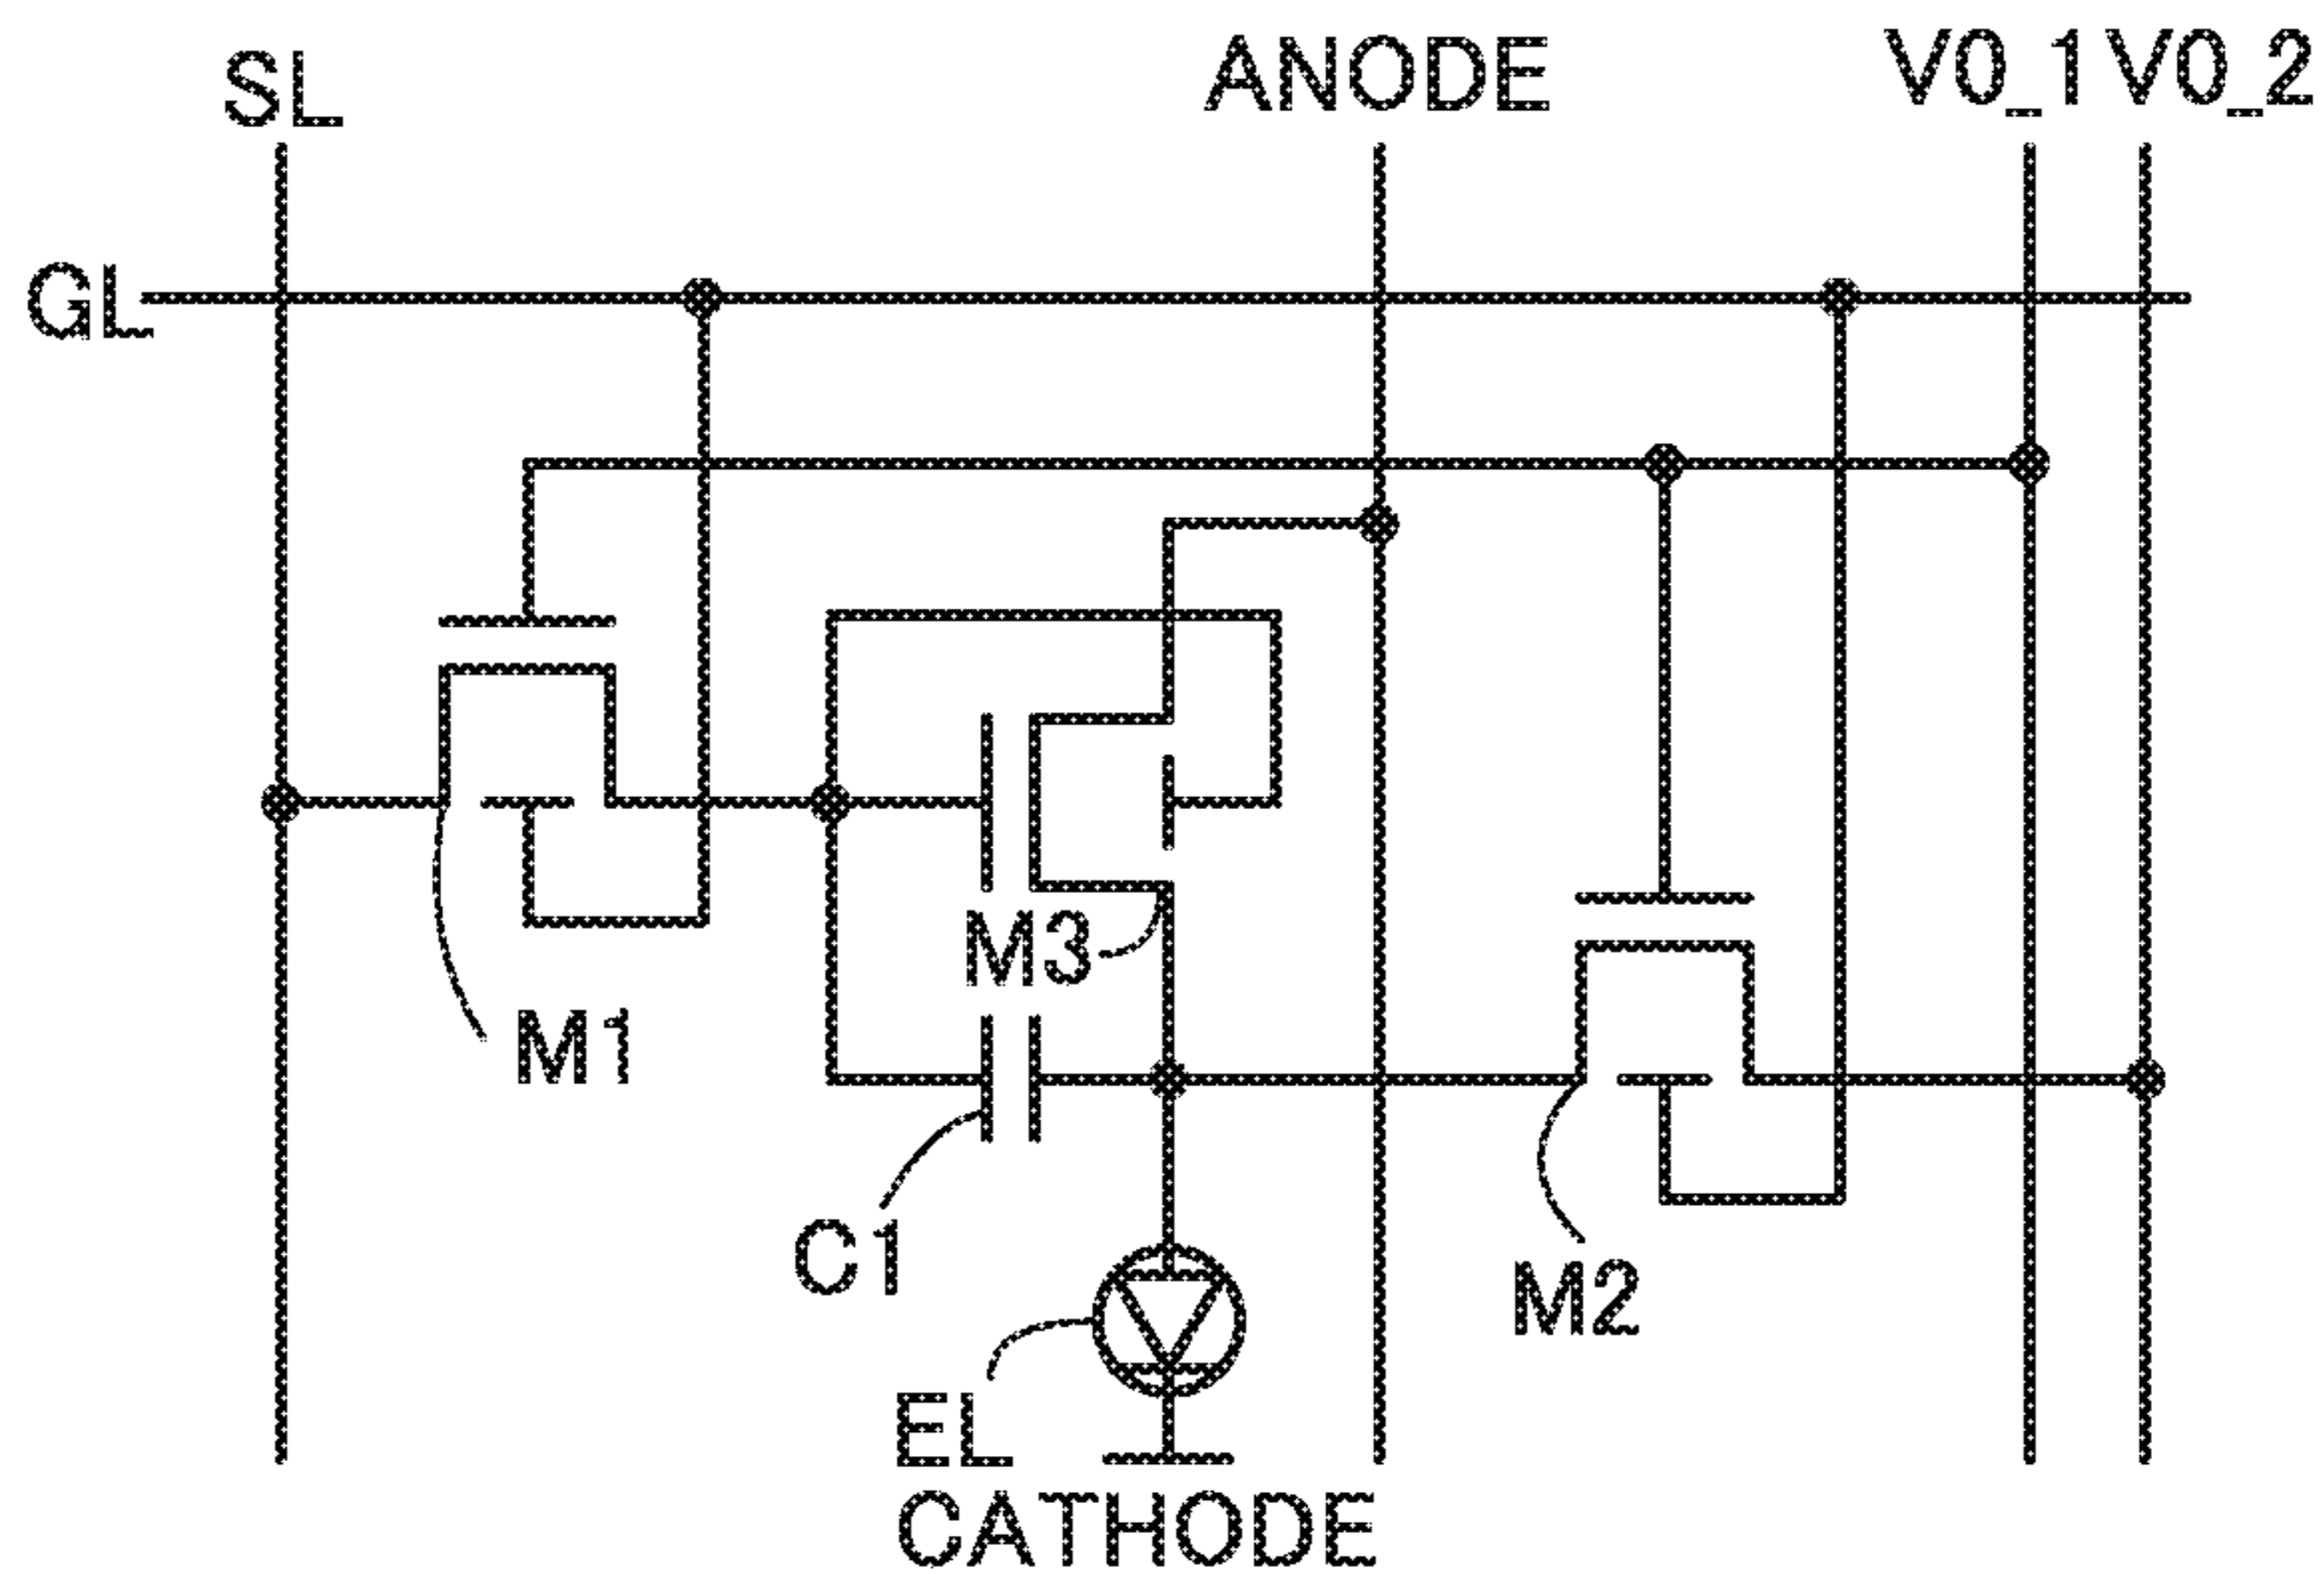 SL
ANODE
V0_1
V0_2
GL
M3
M1
C1
M2
EL
CATHODE